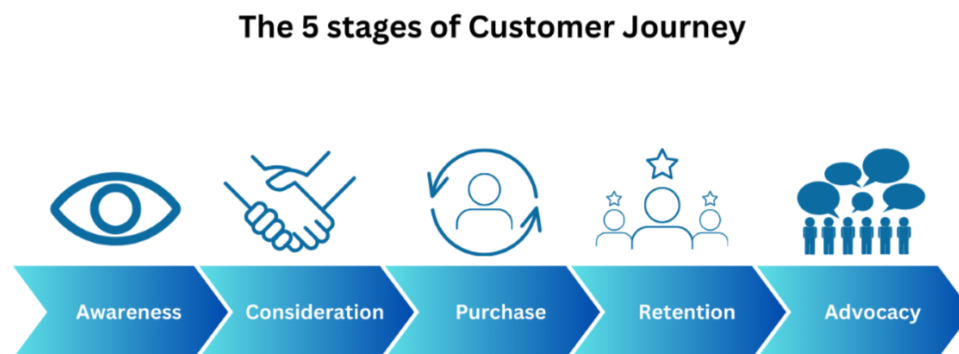 The 5 stages of Customer Journey
Awareness
Consideration
Purchase
Retention
Advocacy